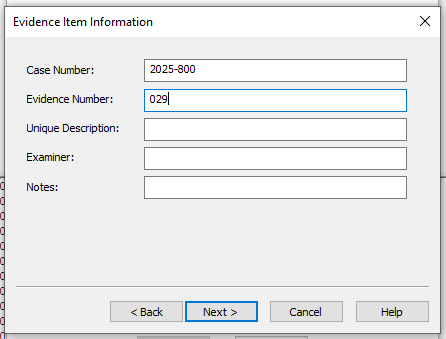 Evidence Item Information
Case Number: 2025-800
Evidence Number: 029
Unique Description:
Examiner:
Notes:
< Back Next > Cancel Help